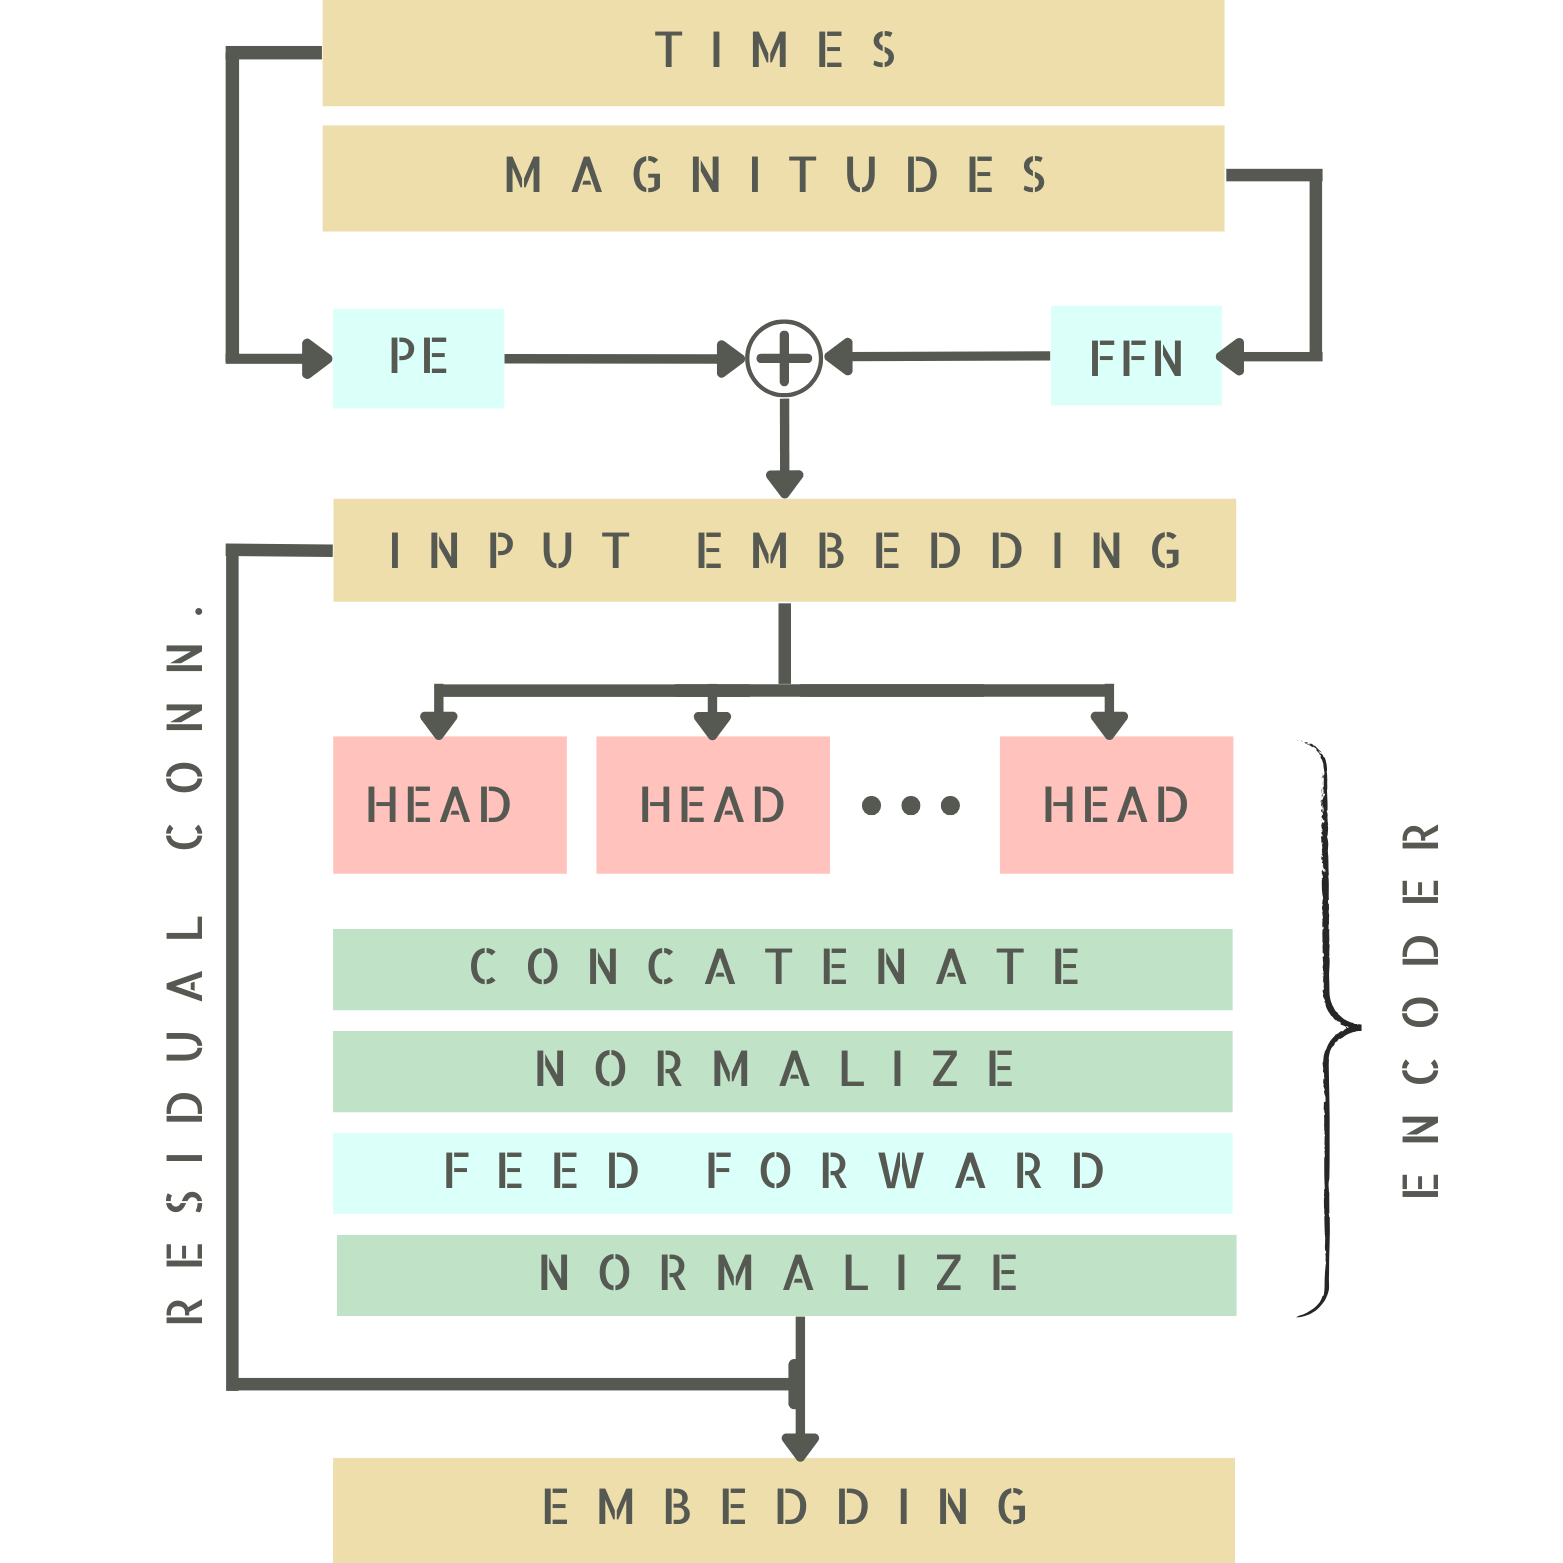 TIMES
MAGNITUDES
PE
FFN
INPUT EMBEDDING
RESIDUAL CONN.
HEAD HEAD ... HEAD
CONCATENATE
NORMALIZE
FEED FORWARD
NORMALIZE
ENCODER
EMBEDDING